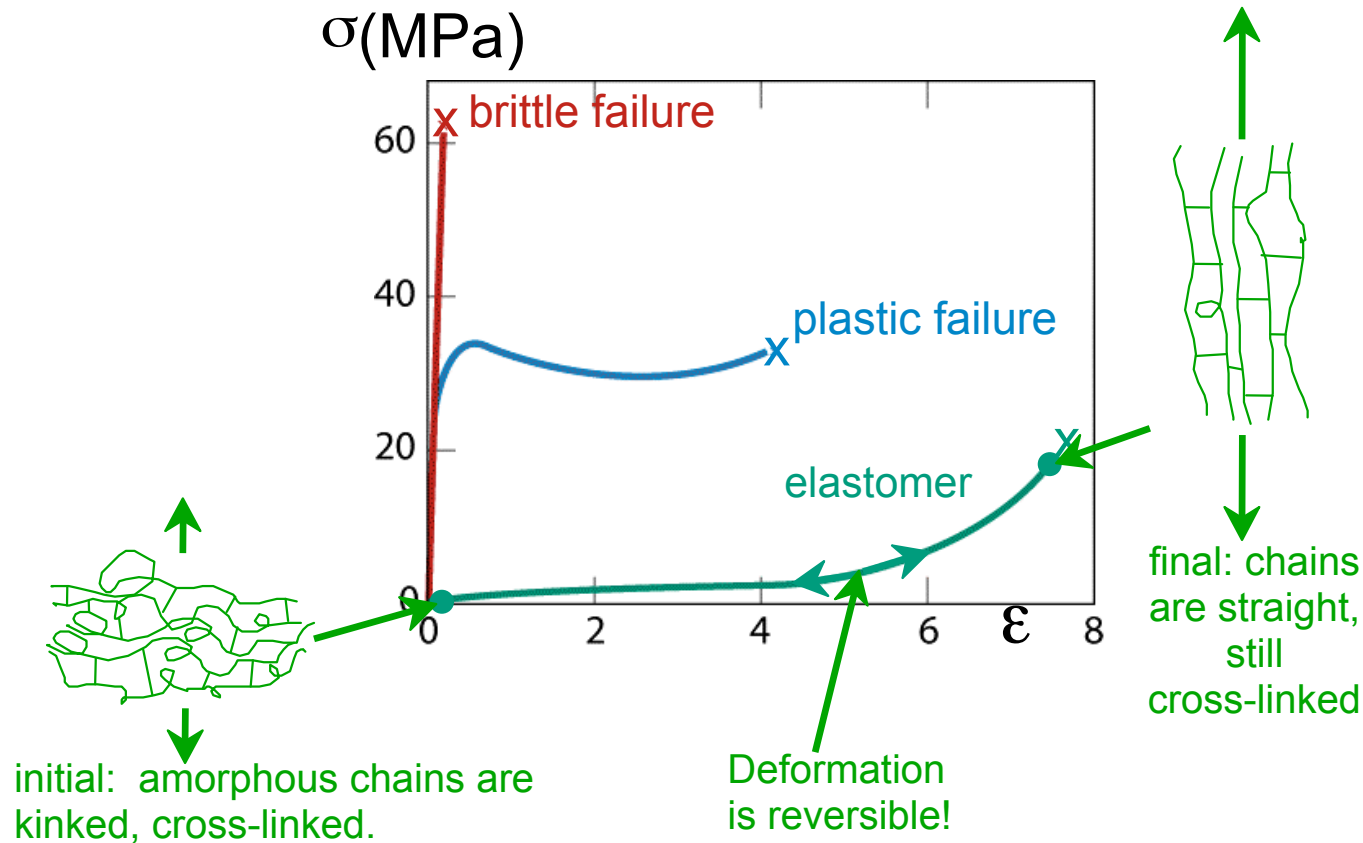 σ(MPa)
x brittle failure
60
40
plastic failure
x
20
x
elastomer
0
0 2 4 6 ε 8
initial: amorphous chains are
kinked, cross-linked.
Deformation
is reversible!
final: chains
are straight,
still
cross-linked